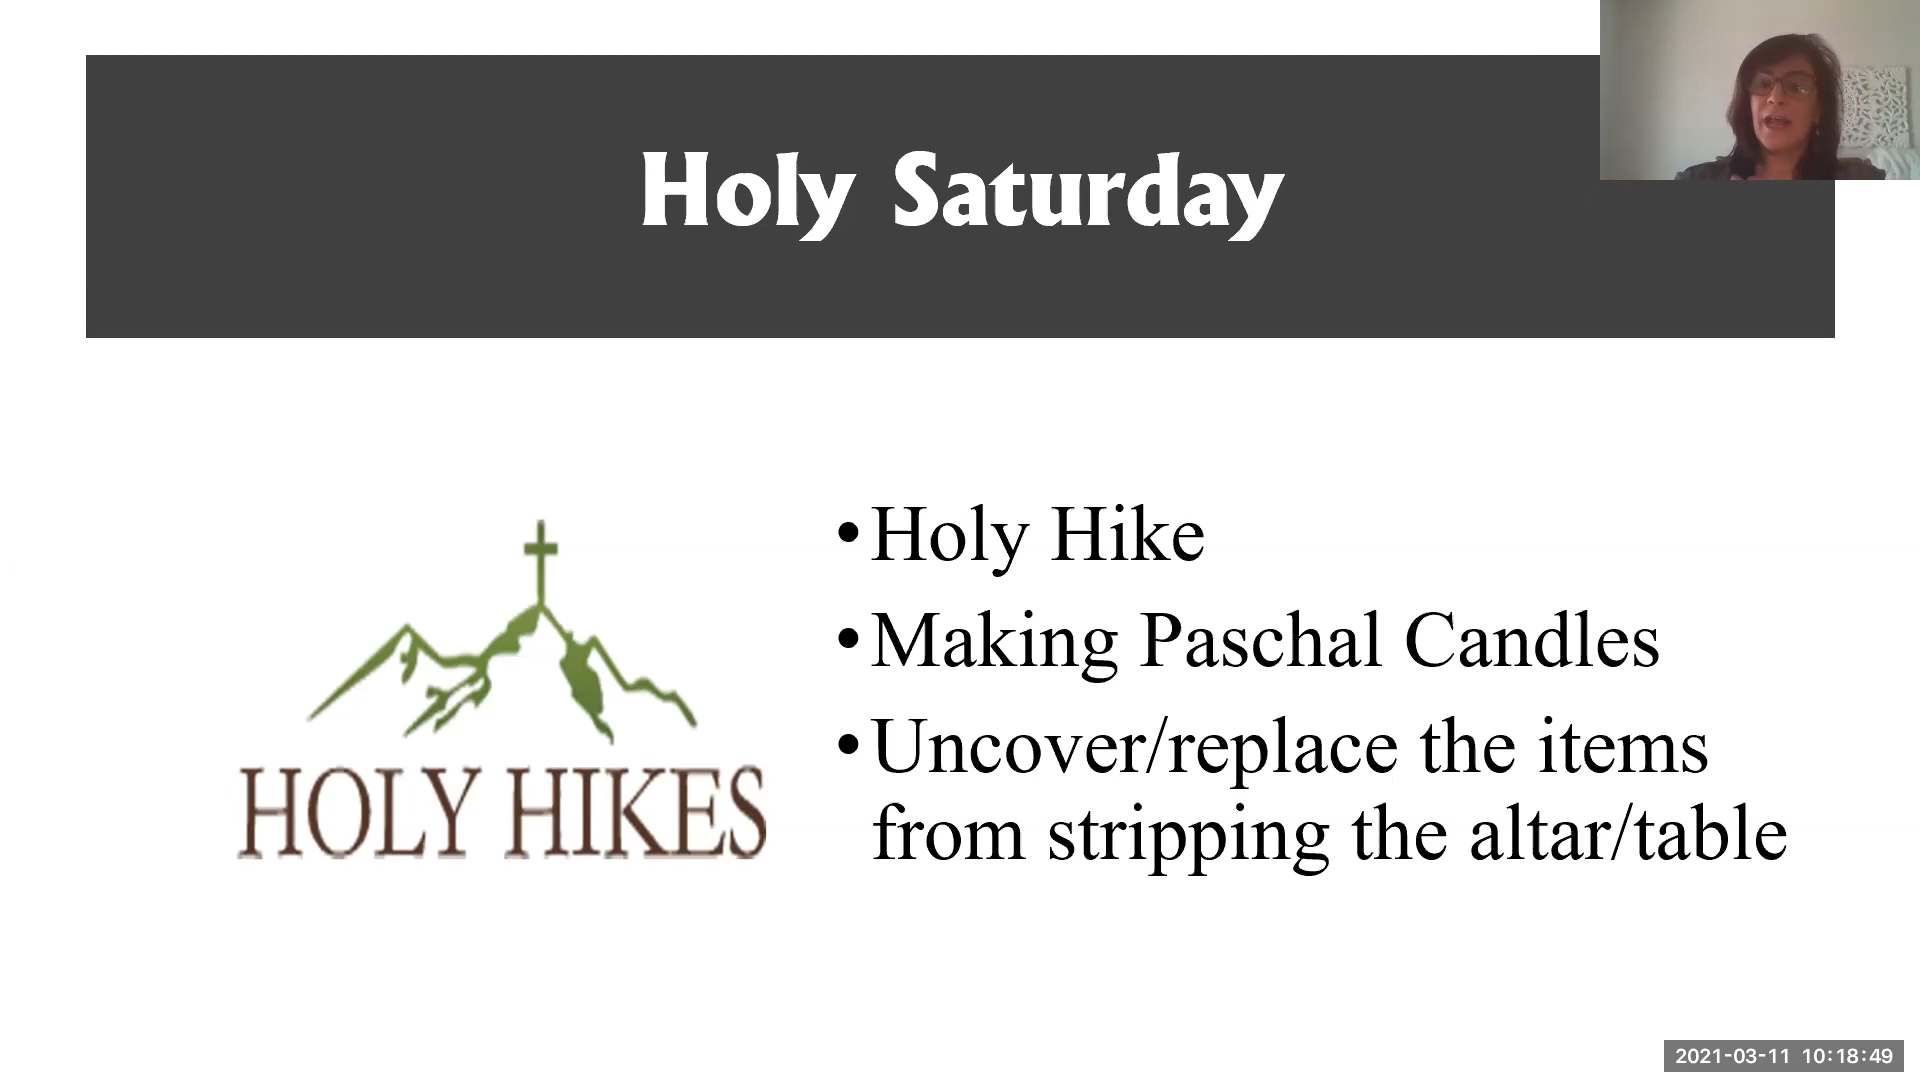 Holy Saturday
HOLY HIKES
•Holy Hike
•Making Paschal Candles
•Uncover/replace the items
from stripping the altar/table
2021-03-11 10:18:49